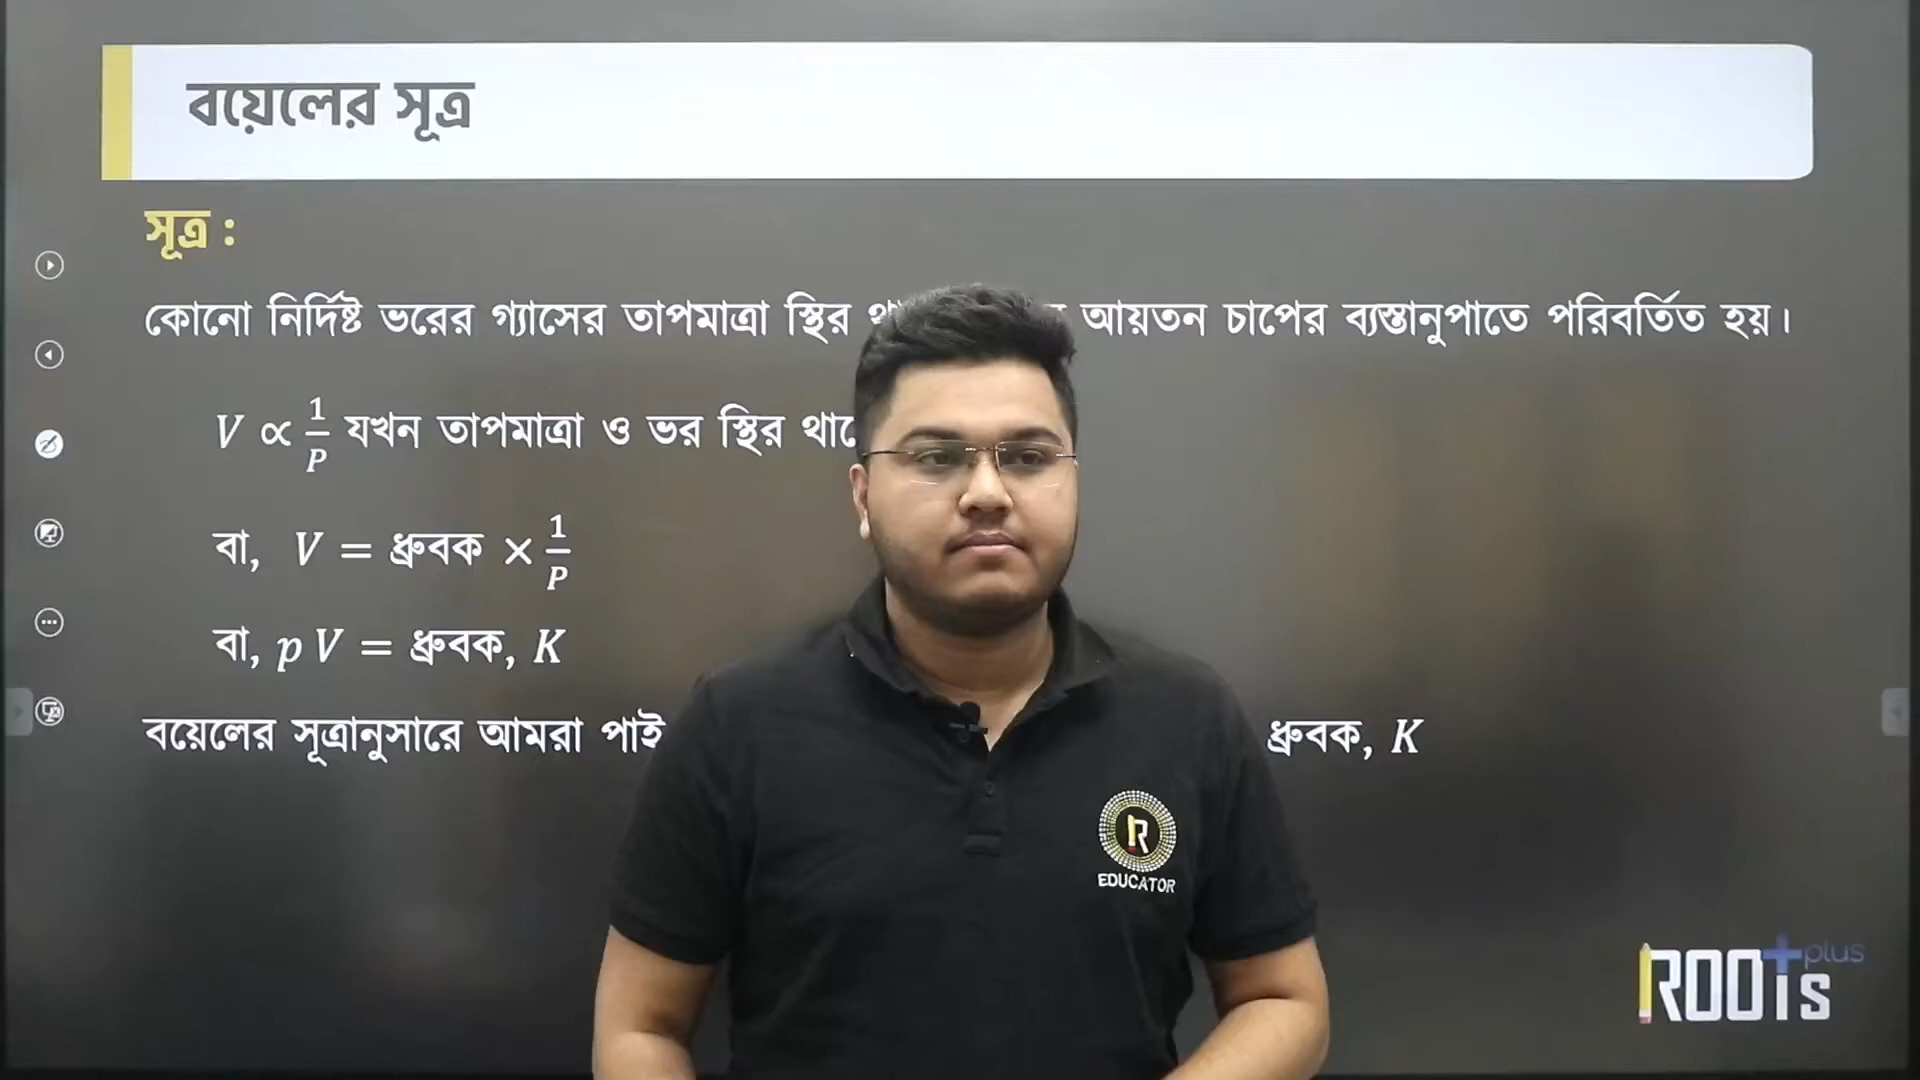 বয়েলের সূত্র
সূত্র :
কোনো নির্দিষ্ট ভরের গ্যাসের তাপমাত্রা স্থির আয়তন চাপের ব্যস্তানুপাতে পরিবর্তিত হয়।
V ∝ 1/P যখন তাপমাত্রা ও ভর স্থির
বা, V = ধ্রুবক × 1/P
বা, p V = ধ্রুবক, K
বয়েলের সূত্রানুসারে আমরা পাই ধ্রুবক, K
EDUCATOR
ROOTs plus